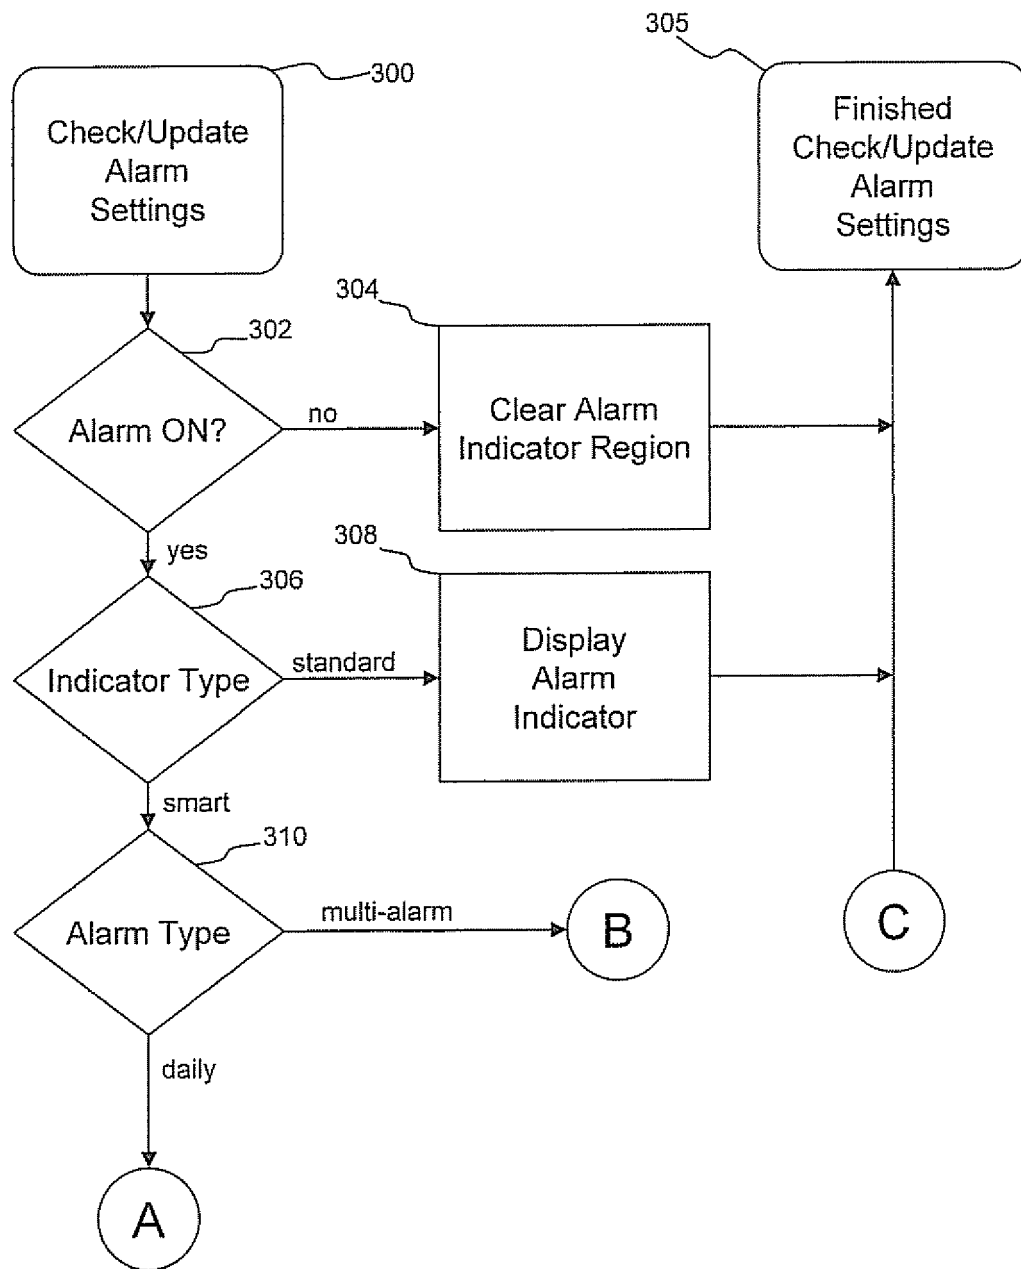 300
Check/Update
Alarm
Settings
305
Finished
Check/Update
Alarm
Settings
302
Alarm ON?
no
304
Clear Alarm
Indicator Region
yes
306
Indicator Type
standard
308
Display
Alarm
Indicator
smart
310
Alarm Type
multi-alarm
B
C
daily
A